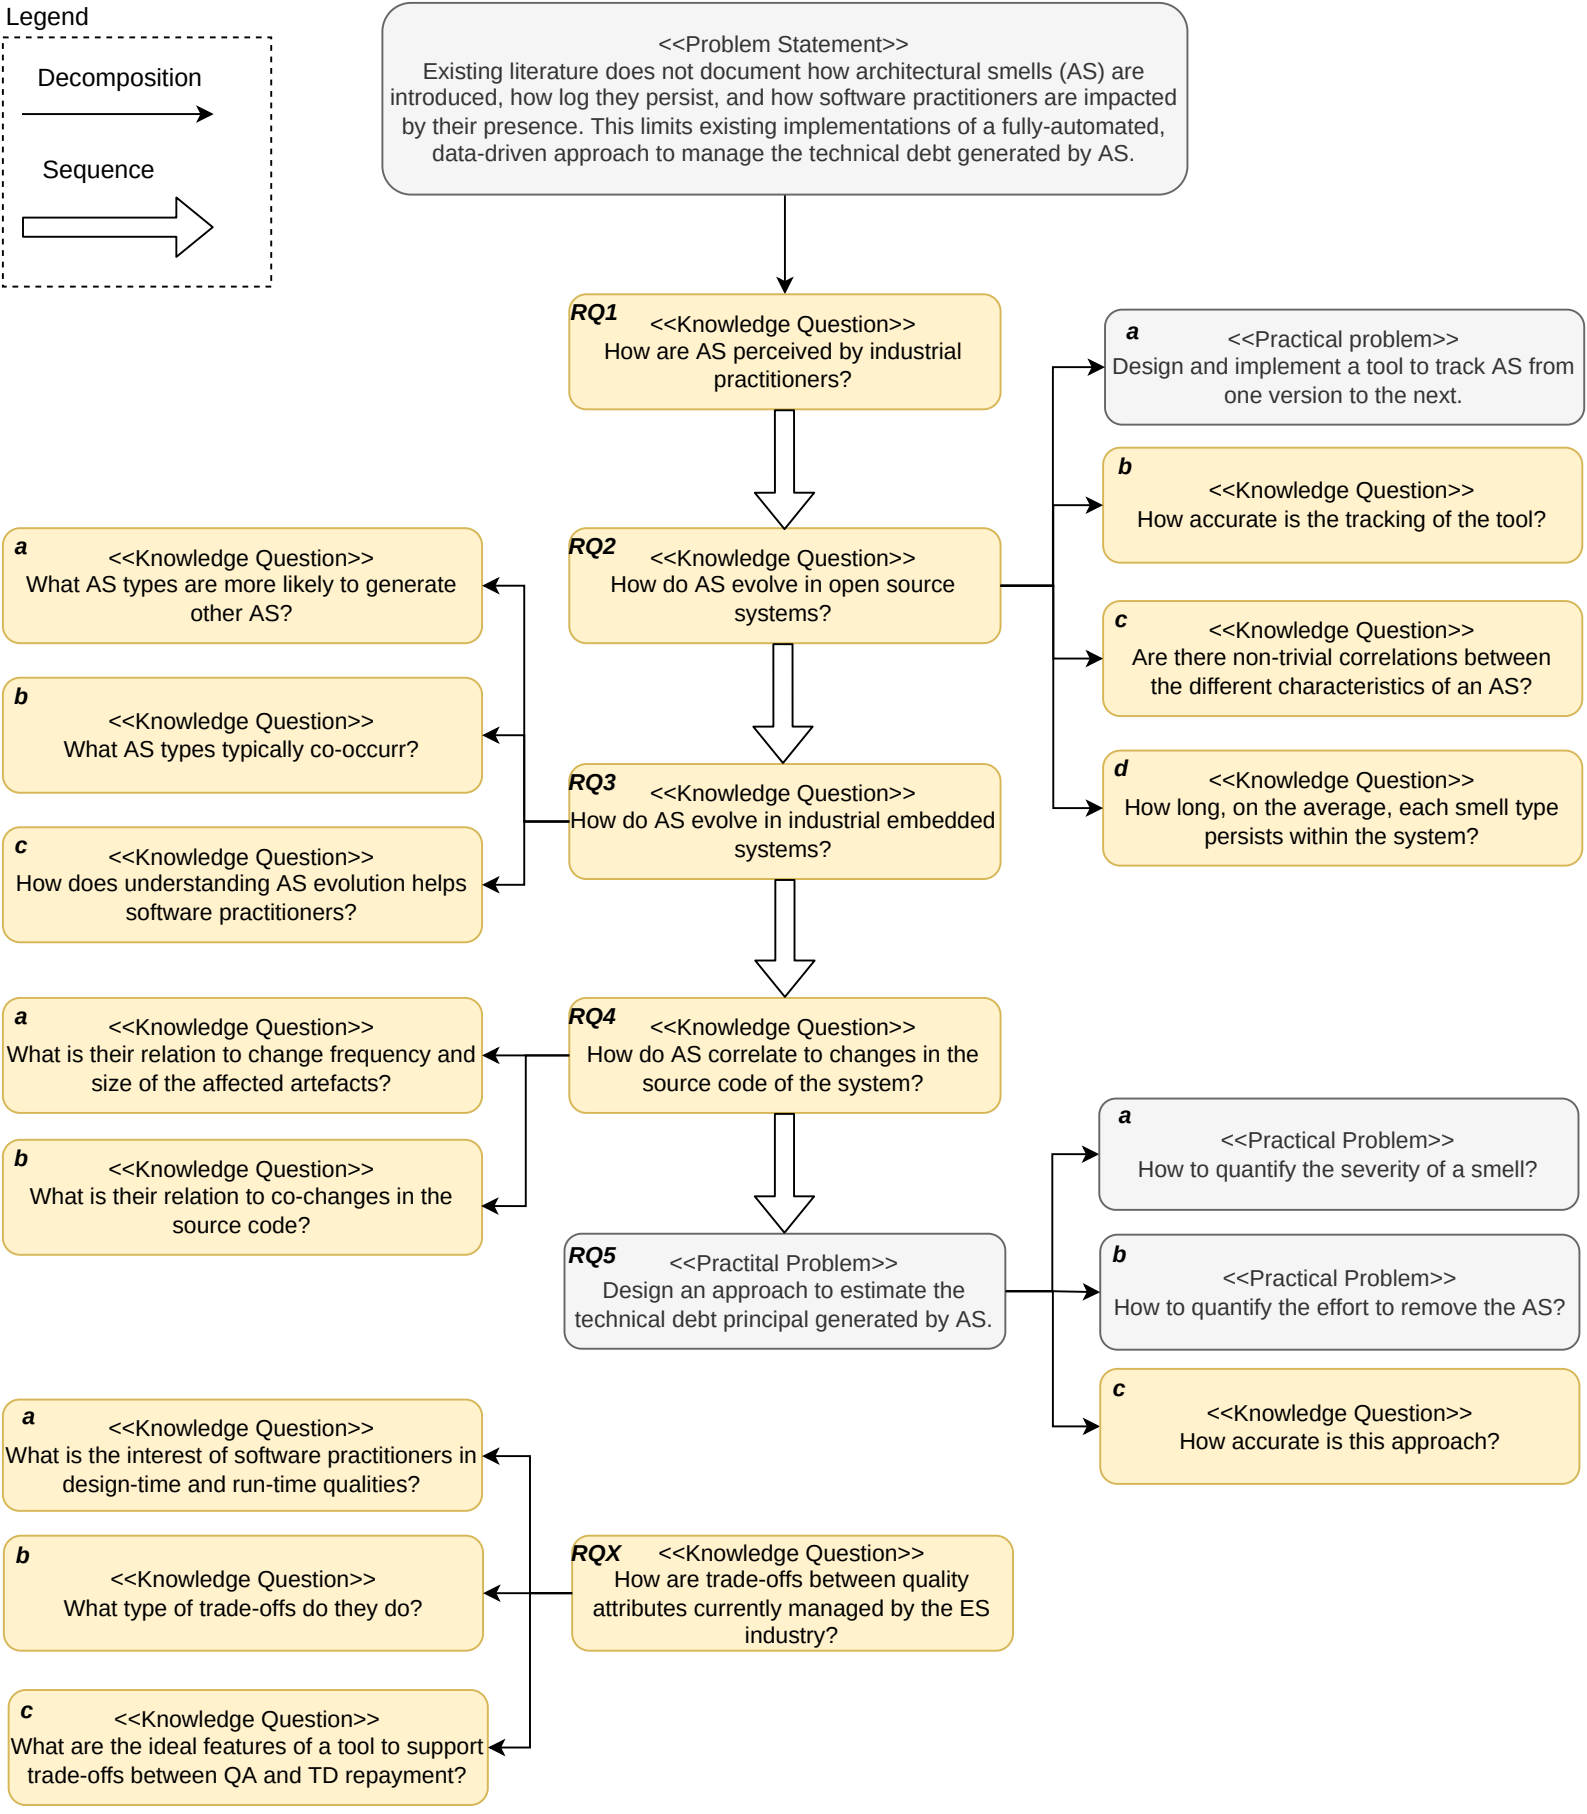 Legend
Decomposition
Sequence
<<Problem Statement>>
Existing literature does not document how architectural smells (AS) are
introduced, how log they persist, and how software practitioners are impacted
by their presence. This limits existing implementations of a fully-automated,
data-driven approach to manage the technical debt generated by AS.
RQ1
<<Knowledge Question>>
How are AS perceived by industrial
practitioners?
RQ2
<<Knowledge Question>>
How do AS evolve in open source
systems?
a
<<Practical problem>>
Design and implement a tool to track AS from
one version to the next.
b
<<Knowledge Question>>
How accurate is the tracking of the tool?
c
<<Knowledge Question>>
Are there non-trivial correlations between
the different characteristics of an AS?
d
<<Knowledge Question>>
How long, on the average, each smell type
persists within the system?
RQ3
<<Knowledge Question>>
How do AS evolve in industrial embedded
systems?
a
<<Knowledge Question>>
What AS types are more likely to generate
other AS?
b
<<Knowledge Question>>
What AS types typically co-occurr?
c
<<Knowledge Question>>
How does understanding AS evolution helps
software practitioners?
RQ4
<<Knowledge Question>>
How do AS correlate to changes in the
source code of the system?
a
<<Knowledge Question>>
What is their relation to change frequency and
size of the affected artefacts?
b
<<Knowledge Question>>
What is their relation to co-changes in the
source code?
RQ5
<<Practital Problem>>
Design an approach to estimate the
technical debt principal generated by AS.
a
<<Practical Problem>>
How to quantify the severity of a smell?
b
<<Practical Problem>>
How to quantify the effort to remove the AS?
c
<<Knowledge Question>>
How accurate is this approach?
RQX
<<Knowledge Question>>
How are trade-offs between quality
attributes currently managed by the ES
industry?
a
<<Knowledge Question>>
What is the interest of software practitioners in
design-time and run-time qualities?
b
<<Knowledge Question>>
What type of trade-offs do they do?
c
<<Knowledge Question>>
What are the ideal features of a tool to support
trade-offs between QA and TD repayment?